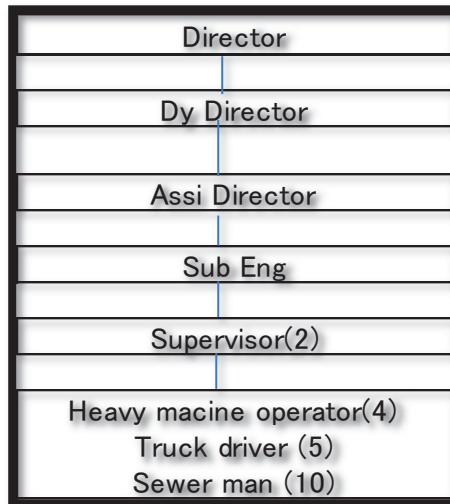 Director
Dy Director
Assi Director
Sub Eng
Supervisor(2)
Heavy macine operator(4)
Truck driver (5)
Sewer man (10)